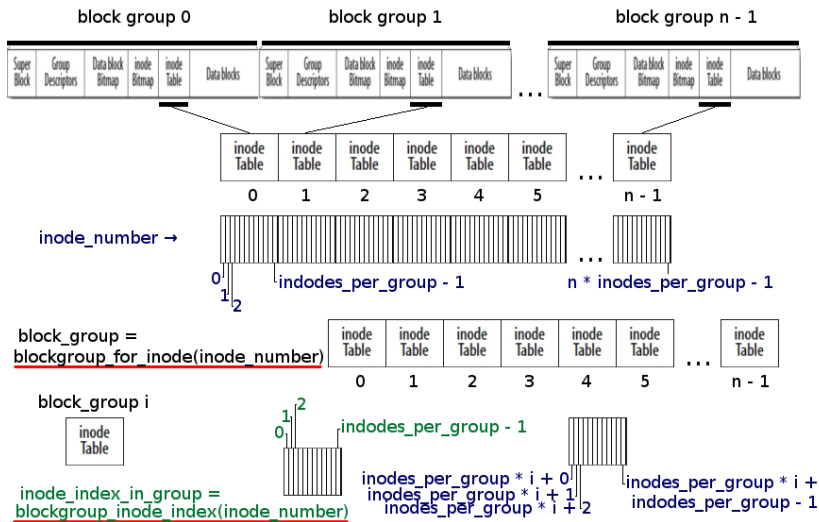 block group 0
block group 1
block group n - 1
Super Block
Group Descriptors
Data block Bitmap
inode Bitmap
inode Table
Data blocks
Super Block
Group Descriptors
Data block Bitmap
inode Bitmap
inode Table
Data blocks
...
Super Block
Group Descriptors
Data block Bitmap
inode Bitmap
inode Table
Data blocks
inode Table
inode Table
inode Table
inode Table
inode Table
inode Table
...
inode Table
0 1 2 3 4 5 n - 1
inode_number →
...
0
1
2
indodes_per_group - 1
n * inodes_per_group - 1
block_group =
blockgroup_for_inode(inode_number)
inode Table
inode Table
inode Table
inode Table
inode Table
inode Table
...
inode Table
0 1 2 3 4 5 n - 1
block_group i
inode Table
2
1
0
indodes_per_group - 1
inode_index_in_group =
blockgroup_inode_index(inode_number)
inodes_per_group * i + 0
inodes_per_group * i + 1
inodes_per_group * i + 2
inodes_per_group * i +
indodes_per_group - 1